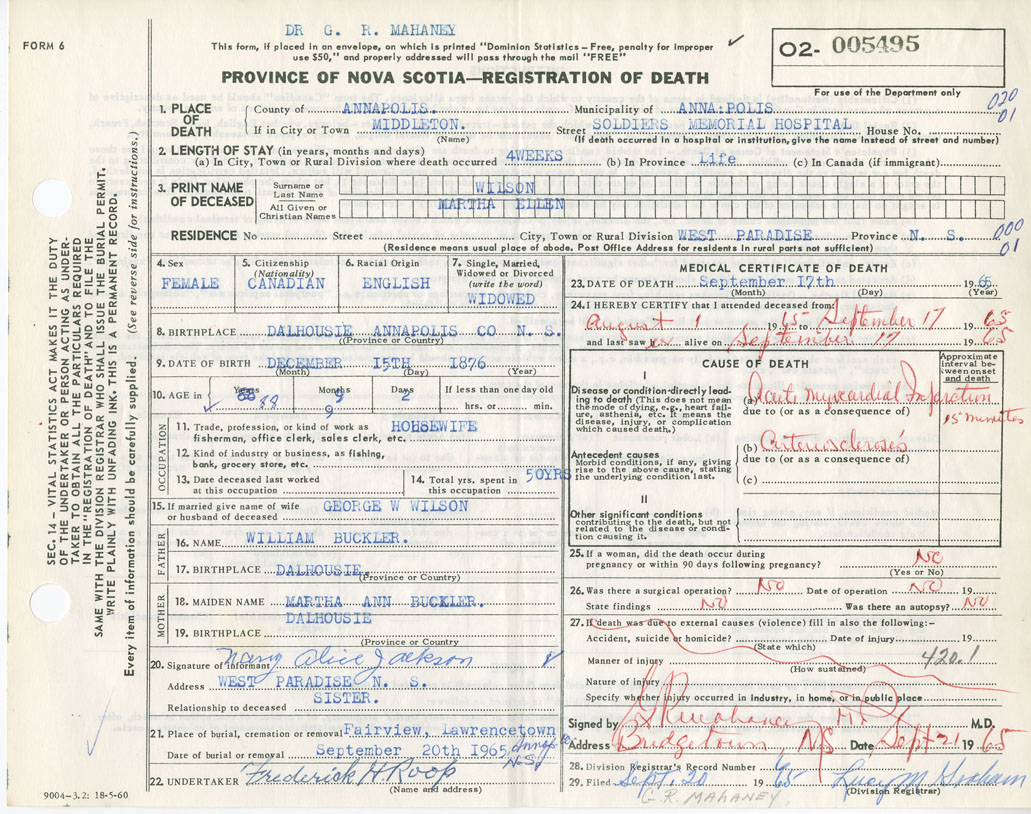 DR G. R. MAHANEY
FORM 6
This form, if placed in an envelope, on which is printed "Dominion Statistics – Free, penalty for improper
use $50," and properly addressed will pass through the mail "FREE"
O2- 005495
PROVINCE OF NOVA SCOTIA—REGISTRATION OF DEATH
For use of the Department only
020
01
1. PLACE OF DEATH County of ANNAPOLIS. Municipality of ANNA:POLIS
If in City or Town MIDDLETON. Street SOLDIERS MEMORIAL HOSPITAL House No.
(Name) (If death occurred in a hospital or institution, give the name instead of street and number)
2. LENGTH OF STAY (in years, months and days)
(a) In City, Town or Rural Division where death occurred 4WEEKS (b) In Province Life (c) In Canada (if immigrant)
3. PRINT NAME OF DECEASED Surname or Last Name WILSON
All Given or Christian Names MARTHA ELLEN
RESIDENCE No Street City, Town or Rural Division WEST PARADISE Province N. S.
000
01
(Residence means usual place of abode. Post Office Address for residents in rural parts not sufficient)
4. Sex FEMALE
5. Citizenship (Nationality) CANADIAN
6. Racial Origin ENGLISH
7. Single, Married, Widowed or Divorced (write the word) WIDOWED
8. BIRTHPLACE DALHOUSIE ANNAPOLIS CO N. S.
(Province or Country)
9. DATE OF BIRTH DECEMBER 15TH 1876
(Month) (Day) (Year)
10. AGE in Years 88 Months 9 Days 2 If less than one day old
hrs. or min.
OCCUPATION
11. Trade, profession, or kind of work as HOUSEWIFE
fisherman, office clerk, sales clerk, etc.
12. Kind of industry or business, as fishing,
bank, grocery store, etc.
13. Date deceased last worked
at this occupation
14. Total yrs. spent in
this occupation 50YRS
15. If married give name of wife
or husband of deceased GEORGE W WILSON
FATHER
16. NAME WILLIAM BUCKLER.
17. BIRTHPLACE DALHOUSIE
(Province or Country)
MOTHER
18. MAIDEN NAME MARTHA ANN BUCKLER.
DALHOUSIE
19. BIRTHPLACE
(Province or Country)
20. Signature of informant Nancy Alice Jackson
Address WEST PARADISE N. S.
SISTER.
Relationship to deceased
21. Place of burial, cremation or removal Fairview, Lawrencetown
Annap. Co.
N.S.
Date of burial or removal September 20th 1965
22. UNDERTAKER Frederick H Roop
(Name and address)
9004-3.2: 18-5-60
MEDICAL CERTIFICATE OF DEATH
23. DATE OF DEATH September 17th 1965.
(Month) (Day) (Year)
24. I HEREBY CERTIFY that I attended deceased from:
August 1 1965 to September 17 1965
and last saw her alive on September 17 1965
CAUSE OF DEATH
Approximate interval between onset and death
I
Disease or condition directly leading to death (This does not mean the mode of dying, e.g., heart failure, asthenia, etc. It means the disease, injury, or complication which caused death.)
(a) Acute Myocardial Infarction
15 minutes
due to (or as a consequence of)
Antecedent causes
Morbid conditions, if any, giving rise to the above cause, stating the underlying condition last.
(b) Arteriosclerosis
due to (or as a consequence of)
(c)
II
Other significant conditions
contributing to the death, but not related to the disease or condition causing it.
25. If a woman, did the death occur during
pregnancy or within 90 days following pregnancy? NO
(Yes or No)
26. Was there a surgical operation? NO Date of operation NO
State findings NO Was there an autopsy? NO
27. If death was due to external causes (violence) fill in also the following:-
Accident, suicide or homicide? Date of injury 19
(State which)
Manner of injury 420.1
(How sustained)
Nature of injury
Specify whether injury occurred in industry, in home, or in public place
Signed by G R Mahaney M.D. M.D.
Address Bridgetown, N.S. Date Sept 21 1965
28. Division Registrar's Record Number
29. Filed Sept. 20 1965 Lucy M Graham
(Division Registrar)
G. R. MAHANEY.
SEC. 14 – VITAL STATISTICS ACT MAKES IT THE DUTY
OF THE UNDERTAKER OR PERSON ACTING AS UNDER-
TAKER TO OBTAIN ALL THE PARTICULARS REQUIRED
IN THE "REGISTRATION OF DEATH" AND TO FILE THE
SAME WITH THE DIVISION REGISTRAR WHO SHALL ISSUE THE BURIAL PERMIT.
WRITE PLAINLY WITH UNFADING INK. THIS IS A PERMANENT RECORD.
Every item of information should be carefully supplied. (See reverse side for instructions.)